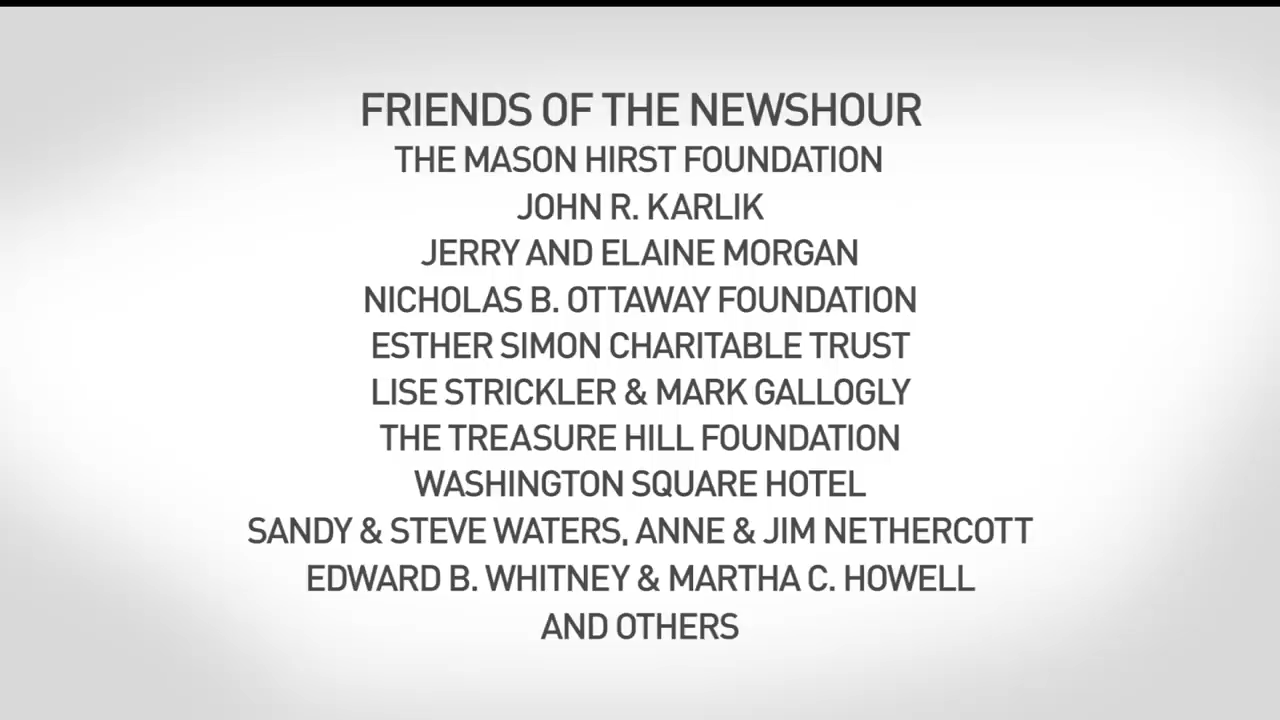 FRIENDS OF THE NEWSHOUR
THE MASON HIRST FOUNDATION
JOHN R. KARLIK
JERRY AND ELAINE MORGAN
NICHOLAS B. OTTAWAY FOUNDATION
ESTHER SIMON CHARITABLE TRUST
LISE STRICKLER & MARK GALLOGLY
THE TREASURE HILL FOUNDATION
WASHINGTON SQUARE HOTEL
SANDY & STEVE WATERS, ANNE & JIM NETHERCOTT
EDWARD B. WHITNEY & MARTHA C. HOWELL
AND OTHERS